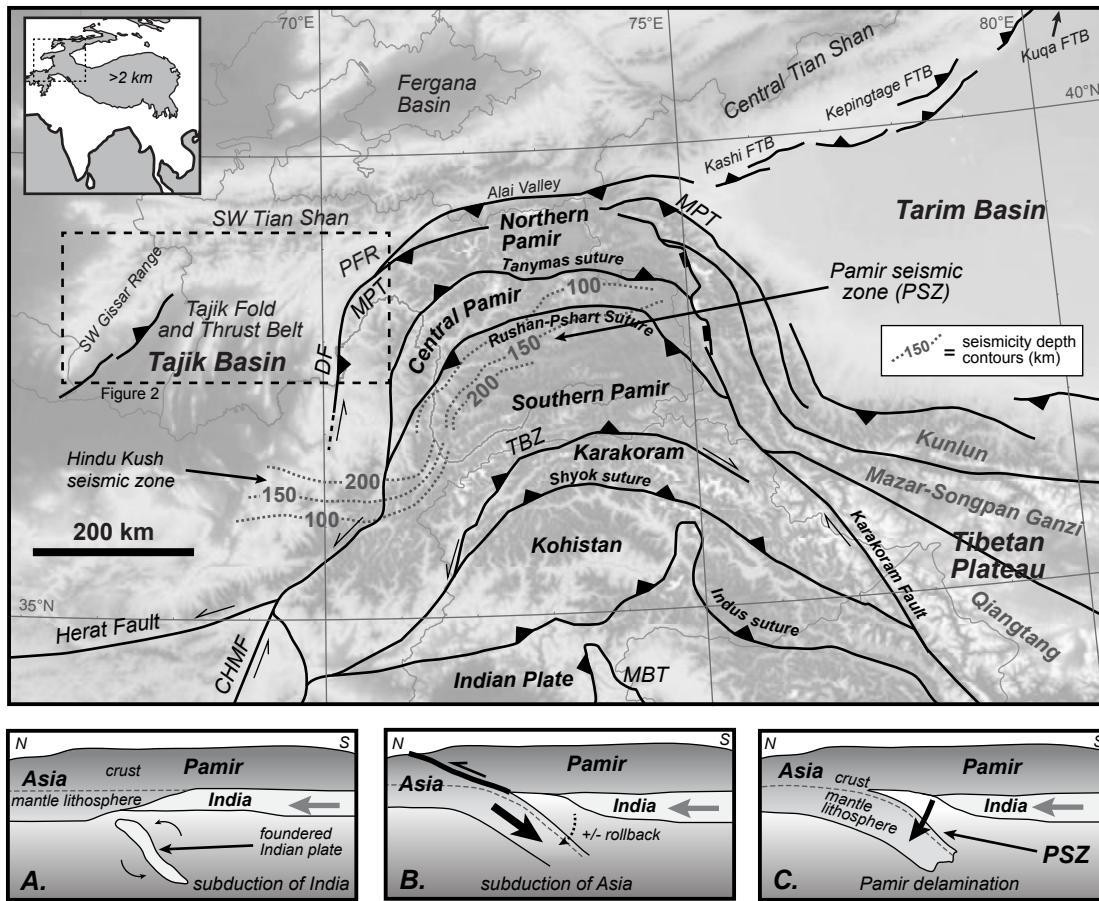 70°E
75°E
80°E
>2 km
Kuqa FTB
Central Tian Shan
Fergana
Basin
Kepingtage FTB
40°N
Kashi FTB
Alai Valley
SW Tian Shan
MPT
Northern
Pamir
Tarim Basin
PFR
Tanymas suture
Pamir seismic
zone (PSZ)
SW Gissar Range
MPT
100
Central Pamir
Tajik Fold
and Thrust Belt
Rushan-Pshart Suture
150
150
= seismicity depth
contours (km)
Tajik Basin
DF
200
Figure 2
Southern Pamir
TBZ
Kunlun
Hindu Kush
seismic
zone
Karakoram
200
Shyok suture
150
Mazar-Songpan Ganzi
100
200 km
Karakoram Fault
Kohistan
Tibetan
Plateau
35°N
Qiangtang
Indus suture
Herat Fault
CHMF
Indian Plate
MBT
N
S
Asia
crust
Pamir
mantle lithosphere
India
foundered
Indian plate
A.
subduction of India
N
S
Pamir
Asia
India
+/- rollback
B.
subduction of Asia
N
S
Asia
Pamir
crust
mantle
lithosphere
India
PSZ
C.
Pamir delamination